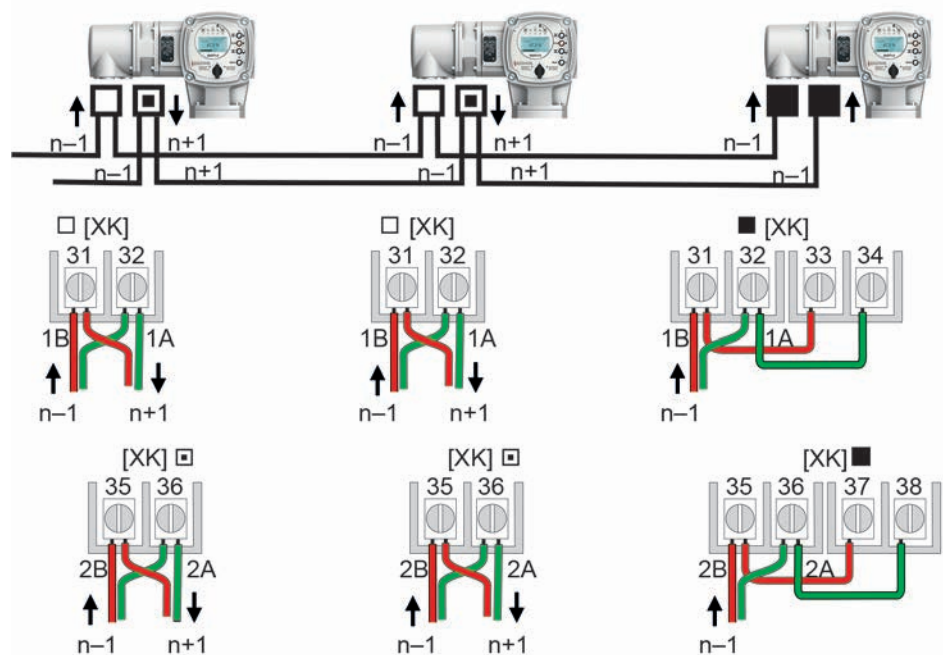 n–1 n+1 n–1 n+1 n–1
n–1 n+1 n–1 n+1 n–1
[XK] [XK] [XK]
31 32 31 32 31 32 33 34
1B 1A 1B 1A 1B 1A
n–1 n+1 n–1 n+1 n–1
[XK] [XK] [XK]
35 36 35 36 35 36 37 38
2B 2A 2B 2A 2B 2A
n–1 n+1 n–1 n+1 n–1